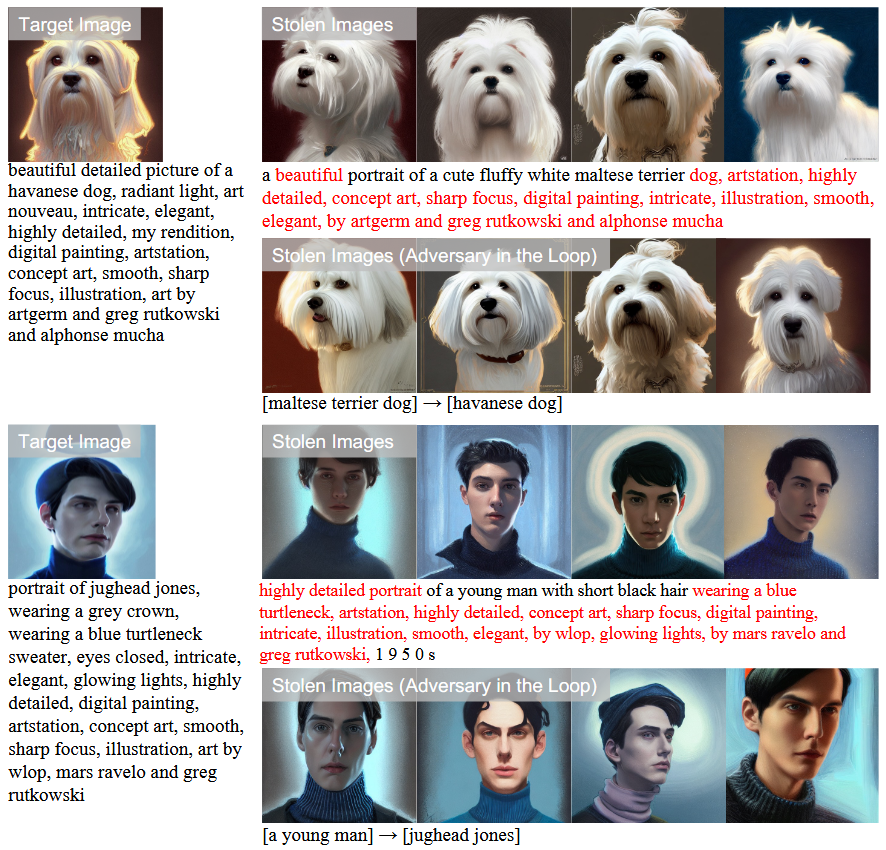 Target Image
beautiful detailed picture of a
havanese dog, radiant light, art
nouveau, intricate, elegant,
highly detailed, my rendition,
digital painting, artstation,
concept art, smooth, sharp
focus, illustration, art by
artgerm and greg rutkowski
and alphonse mucha
Stolen Images
a beautiful portrait of a cute fluffy white maltese terrier dog, artstation, highly
detailed, concept art, sharp focus, digital painting, intricate, illustration, smooth,
elegant, by artgerm and greg rutkowski and alphonse mucha
Stolen Images (Adversary in the Loop)
[maltese terrier dog] → [havanese dog]
Target Image
portrait of jughead jones,
wearing a grey crown,
wearing a blue turtleneck
sweater, eyes closed, intricate,
elegant, glowing lights, highly
detailed, digital painting,
artstation, concept art, smooth,
sharp focus, illustration, art by
wlop, mars ravelo and greg
rutkowski
Stolen Images
highly detailed portrait of a young man with short black hair wearing a blue
turtleneck, artstation, highly detailed, concept art, sharp focus, digital painting,
intricate, illustration, smooth, elegant, by wlop, glowing lights, by mars ravelo and
greg rutkowski, 1 9 5 0 s
Stolen Images (Adversary in the Loop)
[a young man] → [jughead jones]